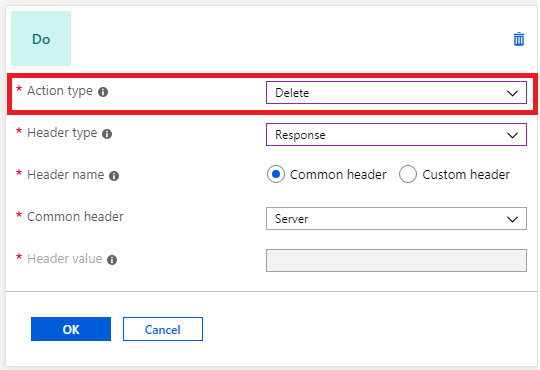 Do
* Action type
Delete
* Header type
Response
* Header name
Common header
Custom header
* Common header
Server
* Header value
OK
Cancel